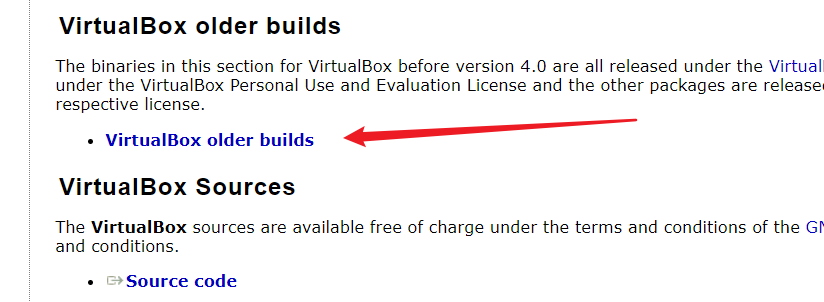 VirtualBox older builds
The binaries in this section for VirtualBox before version 4.0 are all released under the
under the VirtualBox Personal Use and Evaluation License and the other packages are
respective license.
VirtualBox older builds
VirtualBox Sources
The VirtualBox sources are available free of charge under the terms and conditions of the
and conditions.
Source code